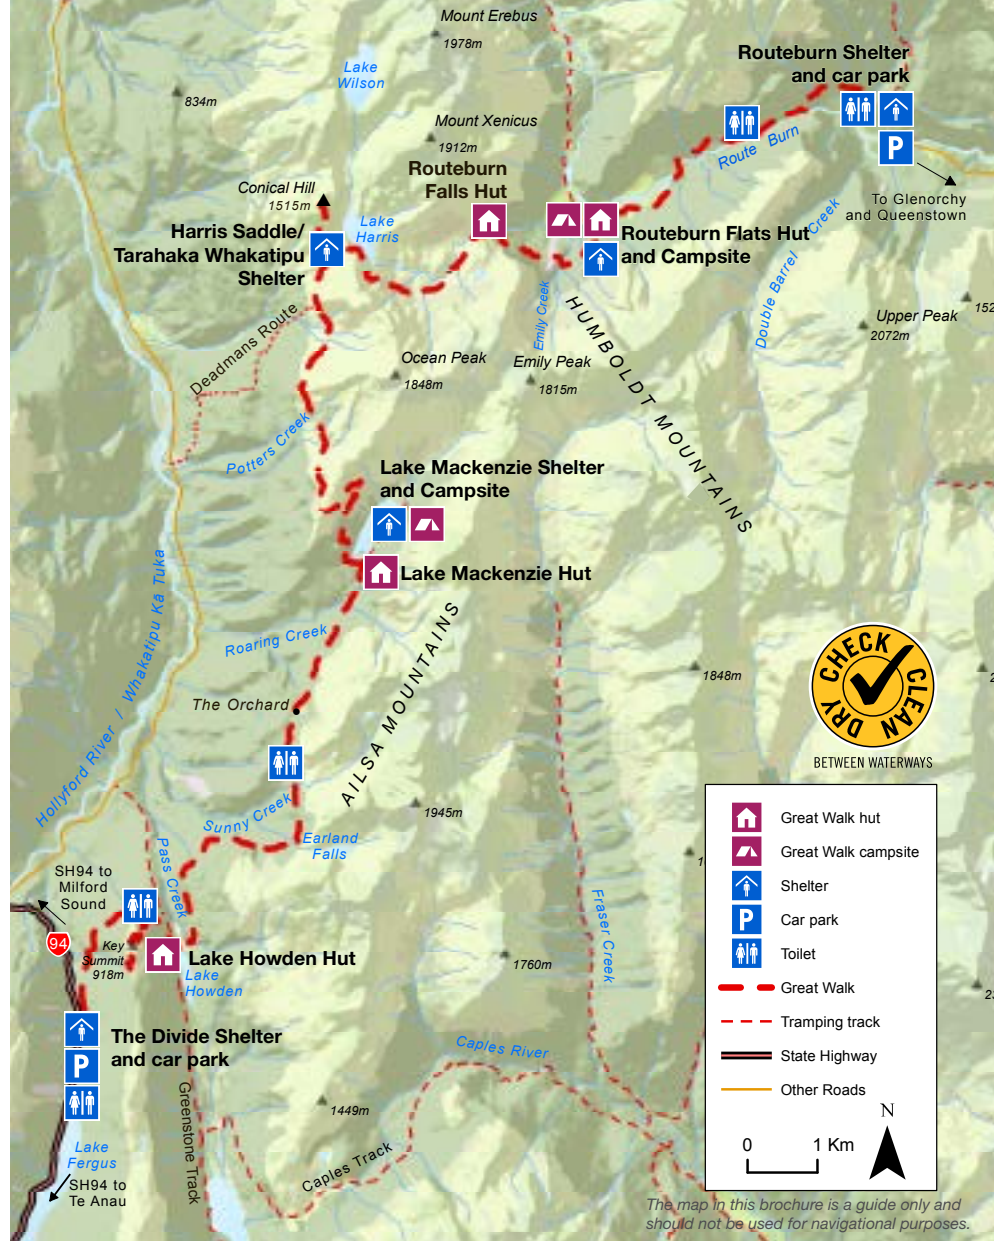 Mount Erebus
1978m
Lake
Wilson
834m
Mount Xenicus
1912m
Routeburn Shelter
and car park
Route Burn
P
To Glenorchy
and Queenstown
Routeburn
Falls Hut
Conical Hill
1515m
Lake
Harris
Harris Saddle/
Tarahaka Whakatipu
Shelter
Routeburn Flats Hut
and Campsite
Double Barrel Creek
Emily Creek
HUMBOLDT MOUNTAINS
Upper Peak
2072m
152
Deadmans Route
Ocean Peak
1848m
Emily Peak
1815m
Potters Creek
Lake Mackenzie Shelter
and Campsite
Lake Mackenzie Hut
Hollyford River / Whakatipu Kā Tuka
Roaring Creek
The Orchard
AILSA MOUNTAINS
1848m
2
CHECK
CLEAN
DRY
BETWEEN WATERWAYS
Sunny Creek
1945m
Earland
Falls
1
Pass Creek
SH94 to
Milford
Sound
94
Key
Summit
918m
Lake Howden Hut
Lake
Howden
Fraser Creek
1760m
23
The Divide Shelter
and car park
P
Caples River
Greenstone Track
1449m
Caples Track
Lake
Fergus
SH94 to
Te Anau
Great Walk hut
Great Walk campsite
Shelter
P Car park
Toilet
Great Walk
Tramping track
State Highway
Other Roads
N
0 1 Km
The map in this brochure is a guide only and
should not be used for navigational purposes.